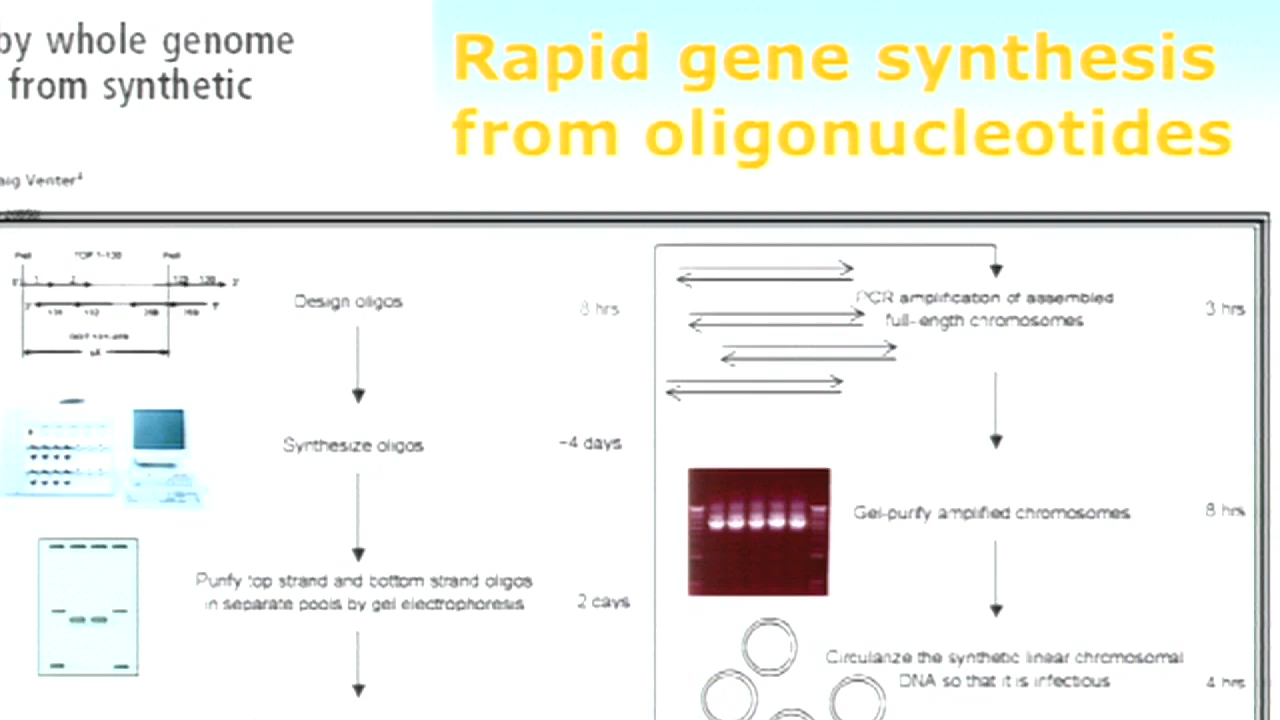 by whole genome
from synthetic
Rapid gene synthesis
from oligonucleotides
Venter
Design oligos
8 hrs
Synthesize oligos
~4 days
Purify top strand and bottom strand oligos
in separate pools by gel electrophoresis
2 days
PCR amplification of assembled
full-length chromosomes
3 hrs
Gel-purify amplified chromosomes
8 hrs
Circularize the synthetic linear chromosomal
DNA so that it is infectious
4 hrs